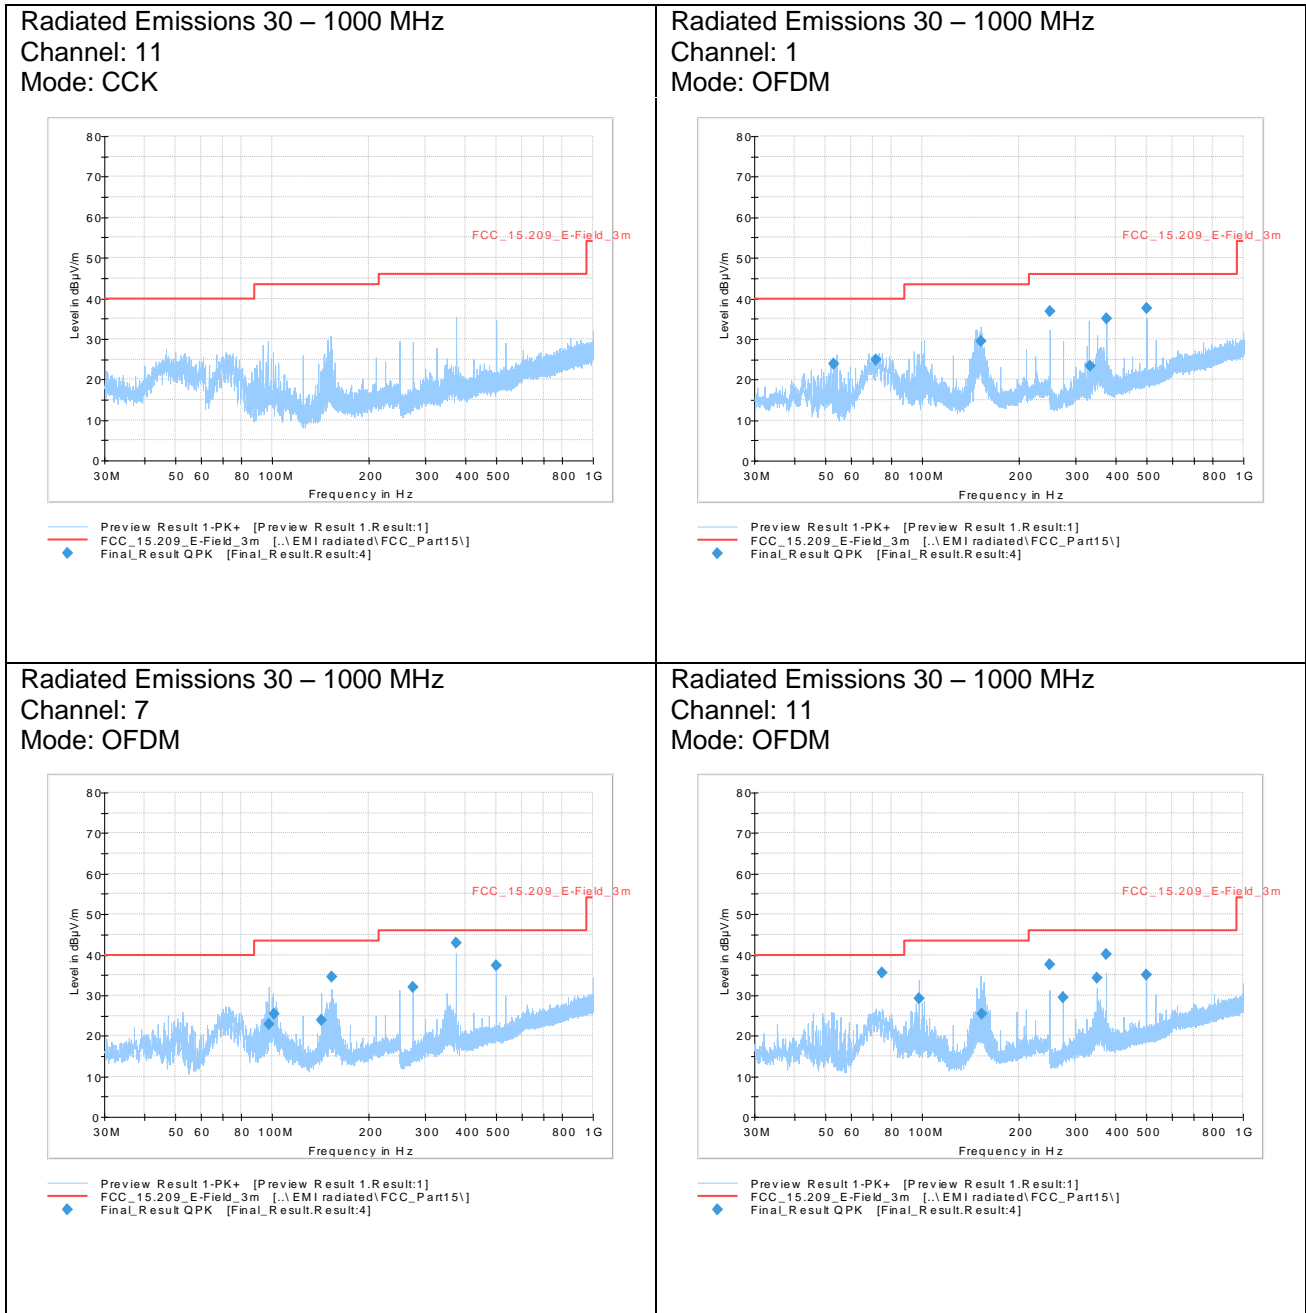 Radiated Emissions 30 – 1000 MHz
Channel: 11
Mode: CCK
80
70
60
50
40
30
20
10
0
Level in dBµV/m
FCC_15.209_E-Field_3m
30M 50 60 80 100M 200 300 400 500 800 1G
Frequency in Hz
Preview Result 1-PK+ [Preview Result 1.Result:1]
FCC_15.209_E-Field_3m [..\EMI radiated\FCC_Part15\]
Final_Result QPK [Final_Result.Result:4]
Radiated Emissions 30 – 1000 MHz
Channel: 1
Mode: OFDM
80
70
60
50
40
30
20
10
0
Level in dBµV/m
FCC_15.209_E-Field_3m
30M 50 60 80 100M 200 300 400 500 800 1G
Frequency in Hz
Preview Result 1-PK+ [Preview Result 1.Result:1]
FCC_15.209_E-Field_3m [..\EMI radiated\FCC_Part15\]
Final_Result QPK [Final_Result.Result:4]
Radiated Emissions 30 – 1000 MHz
Channel: 7
Mode: OFDM
80
70
60
50
40
30
20
10
0
Level in dBµV/m
FCC_15.209_E-Field_3m
30M 50 60 80 100M 200 300 400 500 800 1G
Frequency in Hz
Preview Result 1-PK+ [Preview Result 1.Result:1]
FCC_15.209_E-Field_3m [..\EMI radiated\FCC_Part15\]
Final_Result QPK [Final_Result.Result:4]
Radiated Emissions 30 – 1000 MHz
Channel: 11
Mode: OFDM
80
70
60
50
40
30
20
10
0
Level in dBµV/m
FCC_15.209_E-Field_3m
30M 50 60 80 100M 200 300 400 500 800 1G
Frequency in Hz
Preview Result 1-PK+ [Preview Result 1.Result:1]
FCC_15.209_E-Field_3m [..\EMI radiated\FCC_Part15\]
Final_Result QPK [Final_Result.Result:4]